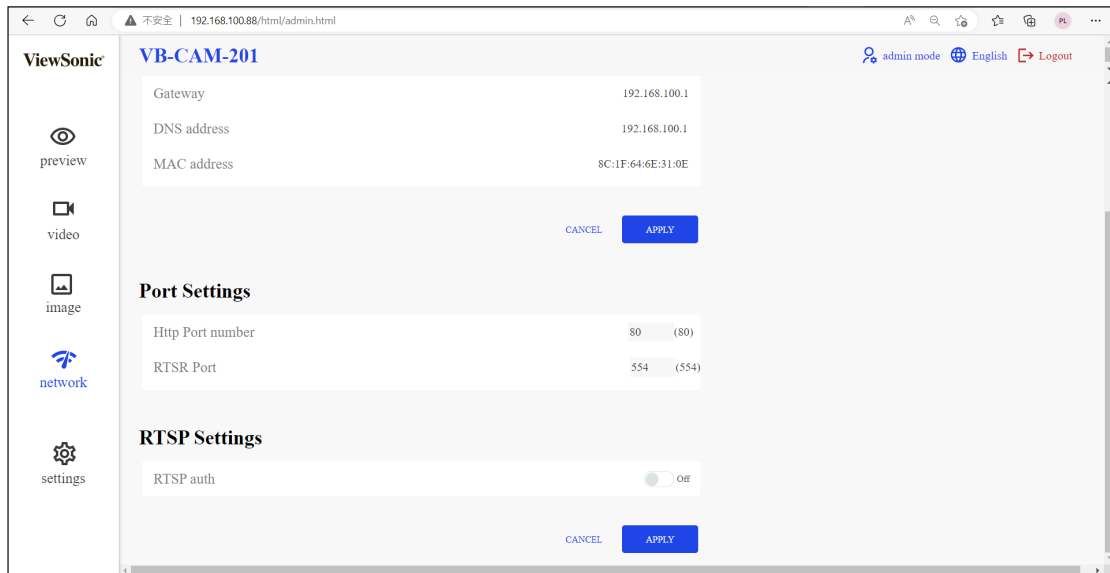 不安全 | 192.168.100.88/html/admin.html
PL
ViewSonic
VB-CAM-201
admin mode English Logout
Gateway 192.168.100.1
DNS address 192.168.100.1
MAC address 8C:1F:64:6E:31:0E
CANCEL APPLY
preview
video
image
network
settings
Port Settings
Http Port number 80 (80)
RTSR Port 554 (554)
RTSP Settings
RTSP auth Off
CANCEL APPLY